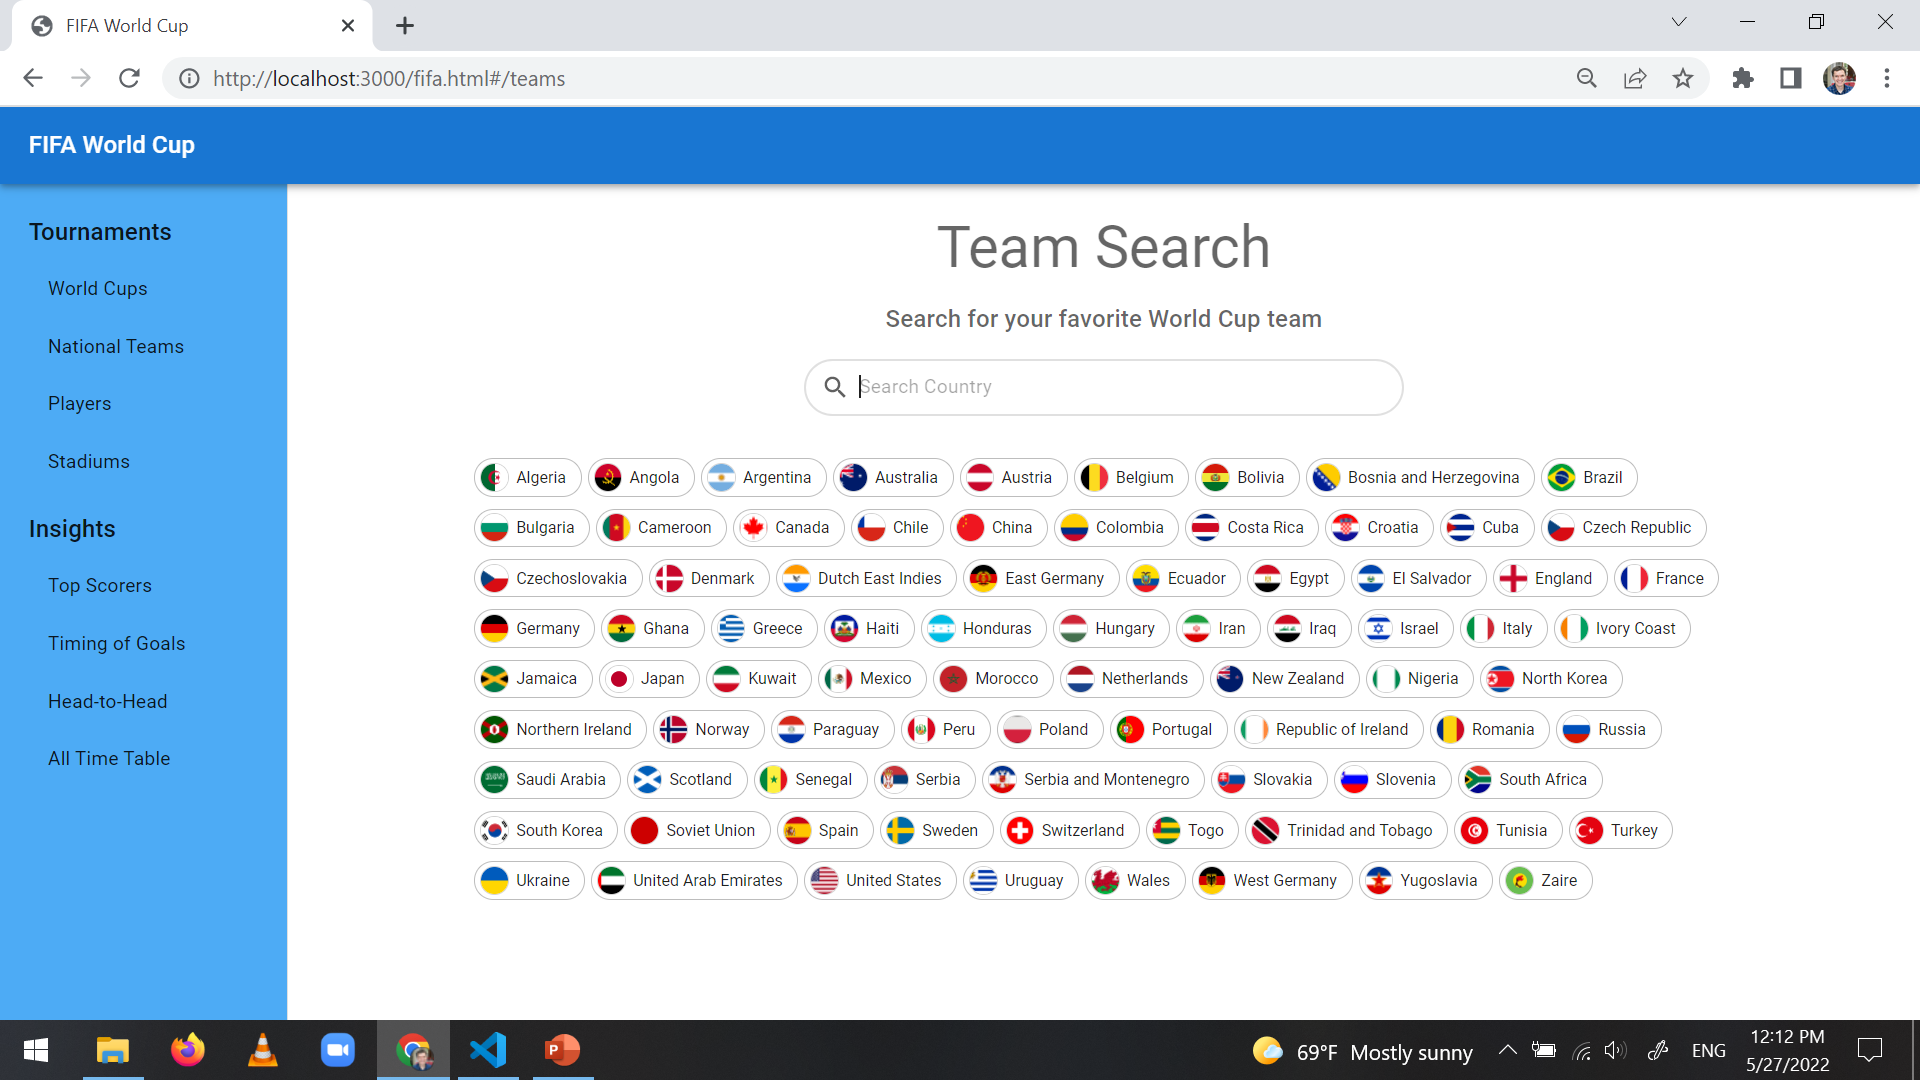 FIFA World Cup
http://localhost:3000/fifa.html#/teams
FIFA World Cup
Tournaments
World Cups
National Teams
Players
Stadiums
Insights
Top Scorers
Timing of Goals
Head-to-Head
All Time Table
Team Search
Search for your favorite World Cup team
Search Country
Algeria Angola Argentina Australia Austria Belgium Bolivia Bosnia and Herzegovina Brazil
Bulgaria Cameroon Canada Chile China Colombia Costa Rica Croatia Cuba Czech Republic
Czechoslovakia Denmark Dutch East Indies East Germany Ecuador Egypt El Salvador England France
Germany Ghana Greece Haiti Honduras Hungary Iran Iraq Israel Italy Ivory Coast
Jamaica Japan Kuwait Mexico Morocco Netherlands New Zealand Nigeria North Korea
Northern Ireland Norway Paraguay Peru Poland Portugal Republic of Ireland Romania Russia
Saudi Arabia Scotland Senegal Serbia Serbia and Montenegro Slovakia Slovenia South Africa
South Korea Soviet Union Spain Sweden Switzerland Togo Trinidad and Tobago Tunisia Turkey
Ukraine United Arab Emirates United States Uruguay Wales West Germany Yugoslavia Zaire
P
69°F Mostly sunny
ENG
12:12 PM
5/27/2022